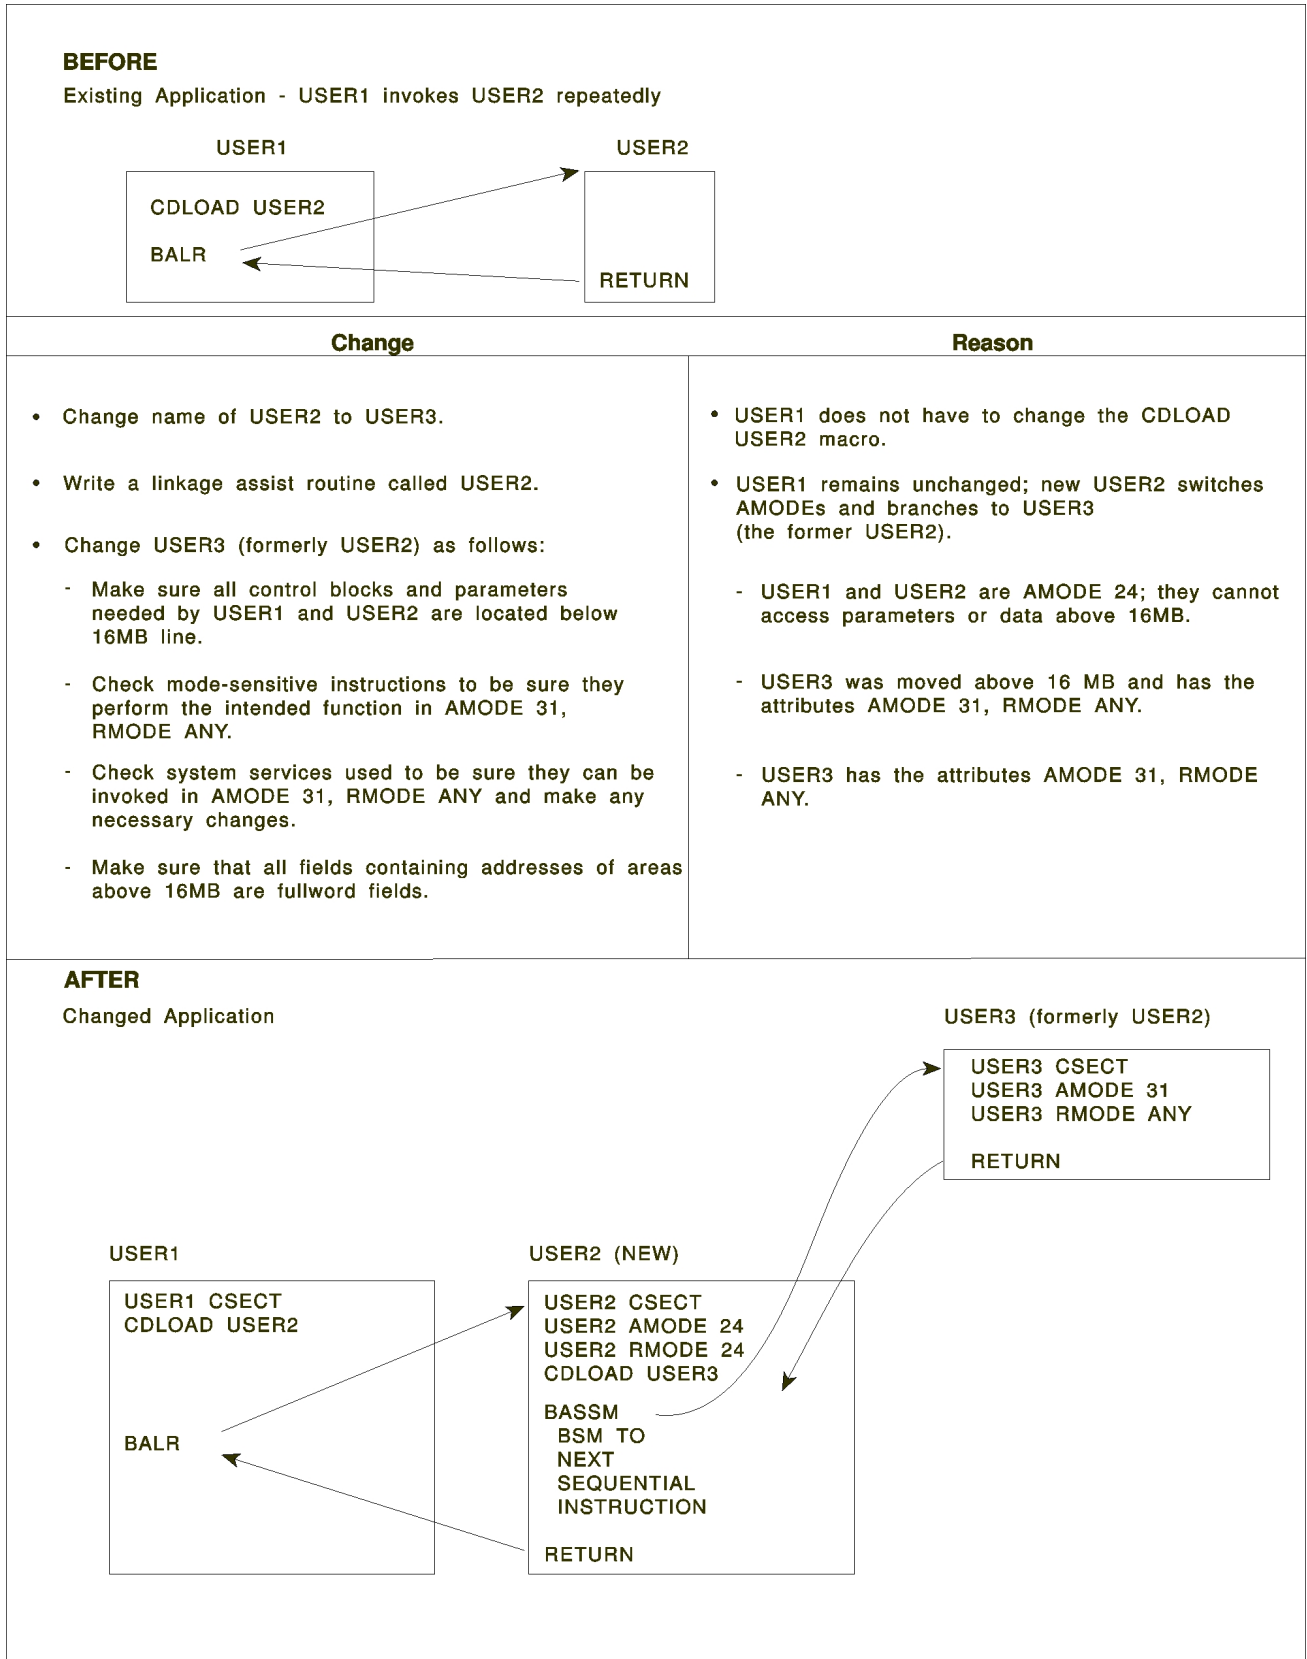 BEFORE
Existing Application - USER1 invokes USER2 repeatedly
USER1
USER2
CDLOAD USER2
BALR
RETURN
Change
Reason
• Change name of USER2 to USER3.
• USER1 does not have to change the CDLOAD
USER2 macro.
• Write a linkage assist routine called USER2.
• USER1 remains unchanged; new USER2 switches
AMODEs and branches to USER3
(the former USER2).
• Change USER3 (formerly USER2) as follows:
- Make sure all control blocks and parameters
needed by USER1 and USER2 are located below
16MB line.
- USER1 and USER2 are AMODE 24; they cannot
access parameters or data above 16MB.
- Check mode-sensitive instructions to be sure they
perform the intended function in AMODE 31,
RMODE ANY.
- USER3 was moved above 16 MB and has the
attributes AMODE 31, RMODE ANY.
- Check system services used to be sure they can be
invoked in AMODE 31, RMODE ANY and make any
necessary changes.
- USER3 has the attributes AMODE 31, RMODE
ANY.
- Make sure that all fields containing addresses of areas
above 16MB are fullword fields.
AFTER
Changed Application
USER3 (formerly USER2)
USER3 CSECT
USER3 AMODE 31
USER3 RMODE ANY
RETURN
USER1
USER1 CSECT
CDLOAD USER2
BALR
USER2 (NEW)
USER2 CSECT
USER2 AMODE 24
USER2 RMODE 24
CDLOAD USER3
BASSM
BSM TO
NEXT
SEQUENTIAL
INSTRUCTION
RETURN